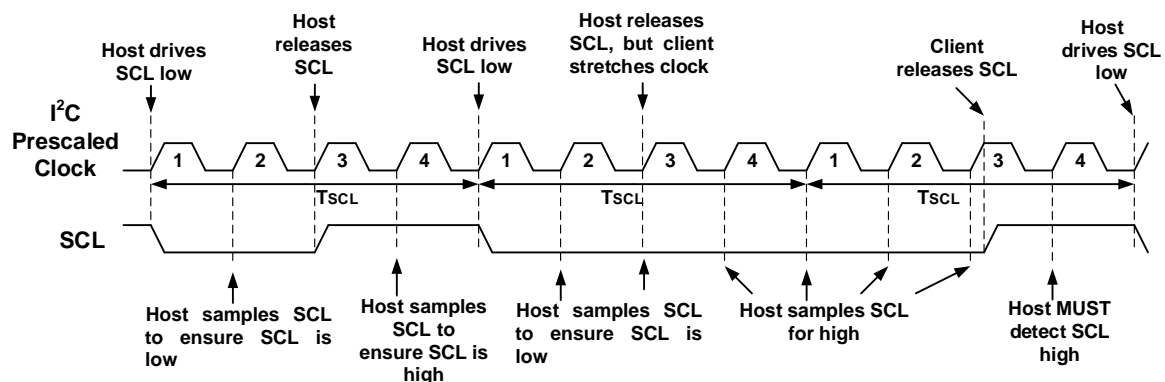 Host drives
SCL low
Host
releases
SCL
Host drives
SCL low
Host releases
SCL, but client
stretches clock
Client
releases SCL
Host
drives SCL
low
I²C
Prescaled
Clock
1 2 3 4 1 2 3 4 1 2 3 4
TSCL TSCL TSCL
SCL
Host samples SCL
to ensure SCL is
low
Host samples
SCL to
ensure SCL is
high
Host samples SCL
to ensure SCL is
low
Host samples SCL
for high
Host MUST
detect SCL
high